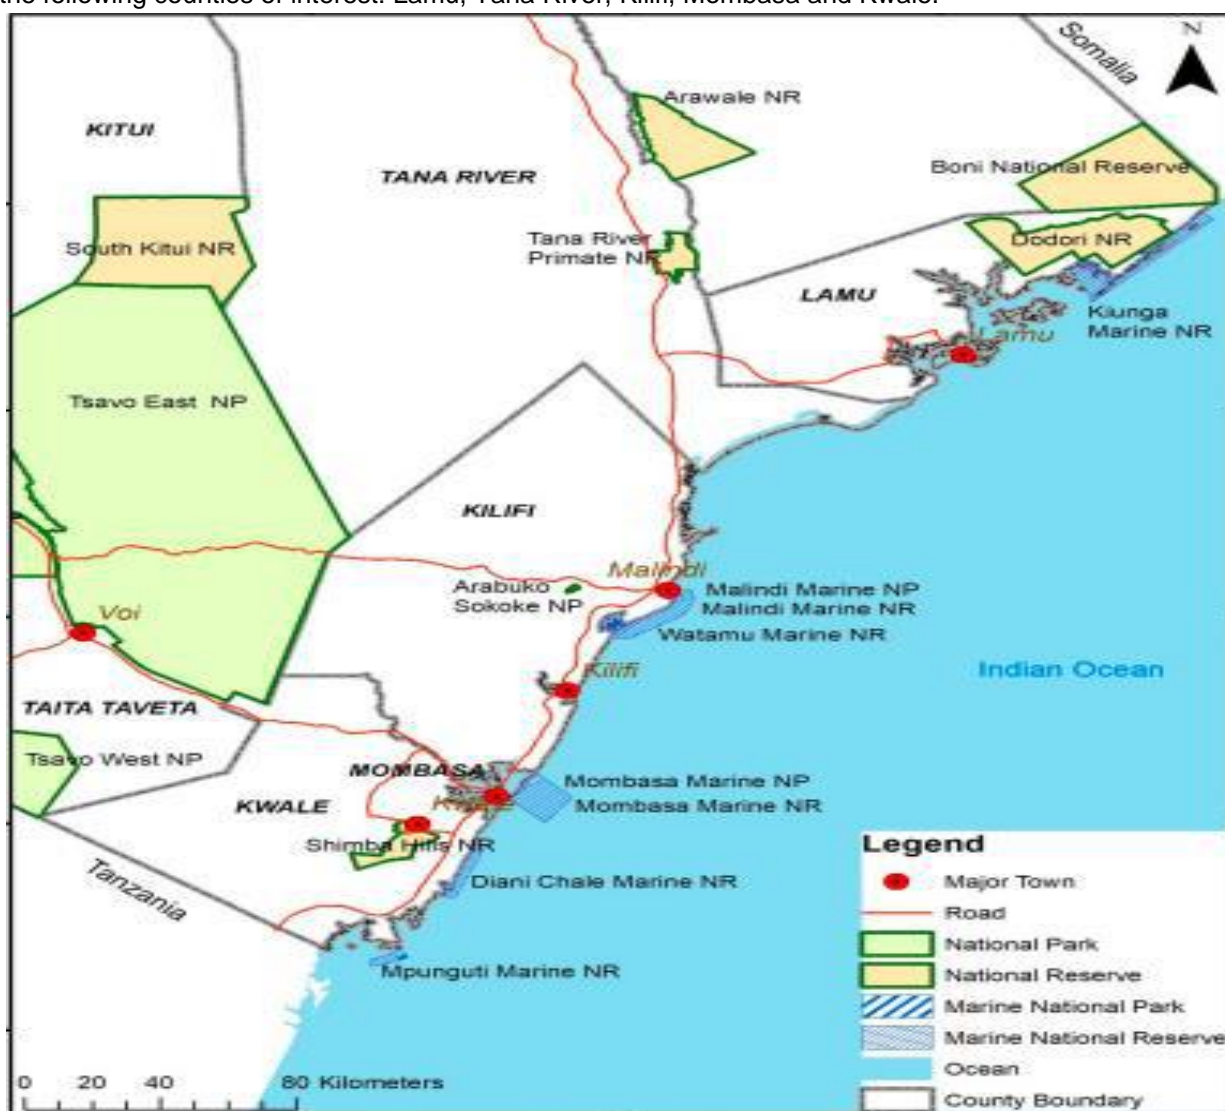 the following counties of interest: Lamu, Tana River, Kilifi, Mombasa and Kwale.
N
Somalia
Arawale NR
KITUI
Boni National Reserve
TANA RIVER
South Kitui NR
Tana River
Primate NR
Dodori NR
LAMU
Kiunga
Marine NR
Lamu
Tsavo East NP
KILIFI
Malindi
Arabuko
Sokoke NP
Malindi Marine NP
Malindi Marine NR
Voi
Watamu Marine NR
Kilifi
Indian Ocean
TAITA TAVETA
Tsavo West NP
MOMBASA
Mombasa Marine NP
Mombasa Marine NR
KWALE
Kwale
Shimba Hills NR
Tanzania
Diani Chale Marine NR
Mpunguti Marine NR
Legend
Major Town
Road
National Park
National Reserve
Marine National Park
Marine National Reserve
Ocean
County Boundary
0 20 40 80 Kilometers